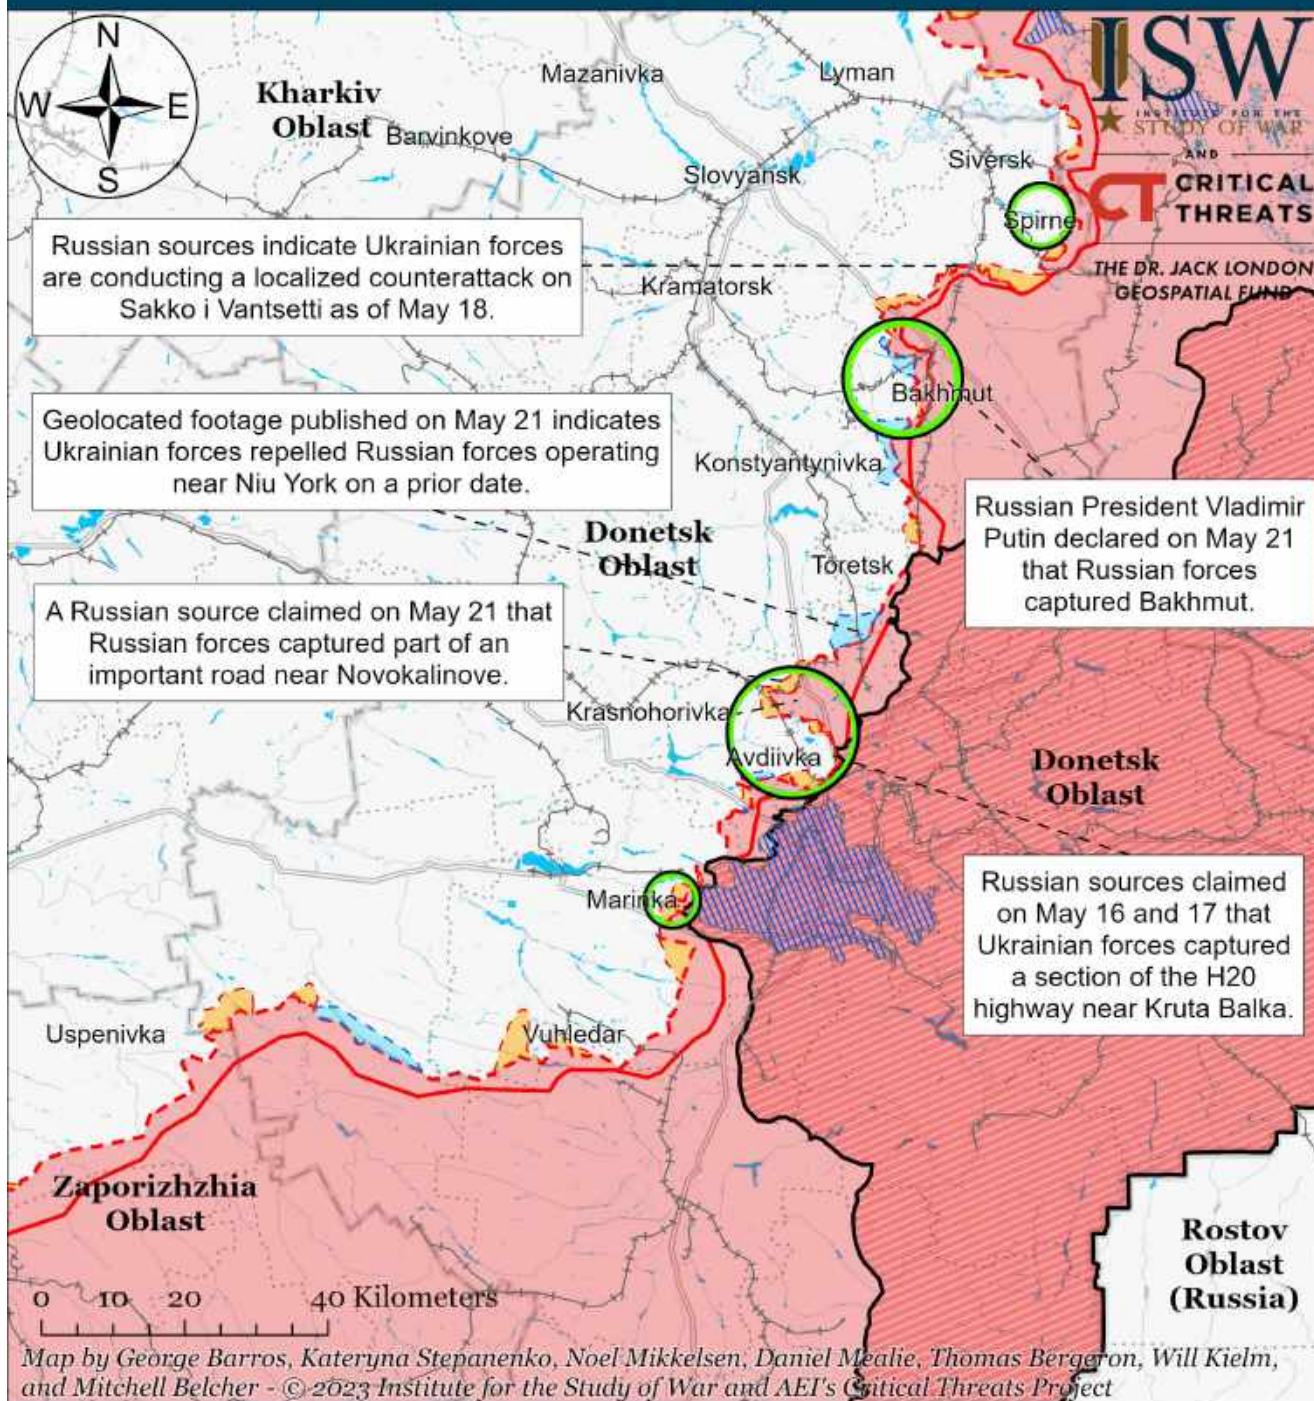 N
W
E
S
Kharkiv
Oblast
Mazanivka
Lyman
Barvinkove
Slovyansk
Siversk
Spirne
ISW
INSTITUTE FOR THE
STUDY OF WAR
AND
CT CRITICAL
THREATS
THE DR. JACK LONDON
GEOSPATIAL FUND
Russian sources indicate Ukrainian forces
are conducting a localized counterattack on
Sakko i Vantsetti as of May 18.
Kramatorsk
Bakhmut
Geolocated footage published on May 21 indicates
Ukrainian forces repelled Russian forces operating
near Niu York on a prior date.
Konstyantynivka
Russian President Vladimir
Putin declared on May 21
that Russian forces
captured Bakhmut.
Donetsk
Oblast
Toretsk
A Russian source claimed on May 21 that
Russian forces captured part of an
important road near Novokalinove.
Krasnohorivka
Avdiivka
Donetsk
Oblast
Russian sources claimed
on May 16 and 17 that
Ukrainian forces captured
a section of the H20
highway near Kruta Balka.
Marinka
Uspenivka
Vuhledar
Zaporizhzhia
Oblast
Rostov
Oblast
(Russia)
0 10 20 40 Kilometers
Map by George Barros, Kateryna Stepanenko, Noel Mikkelsen, Daniel Mealie, Thomas Bergeron, Will Kielm,
and Mitchell Belcher - © 2023 Institute for the Study of War and AEI's Critical Threats Project